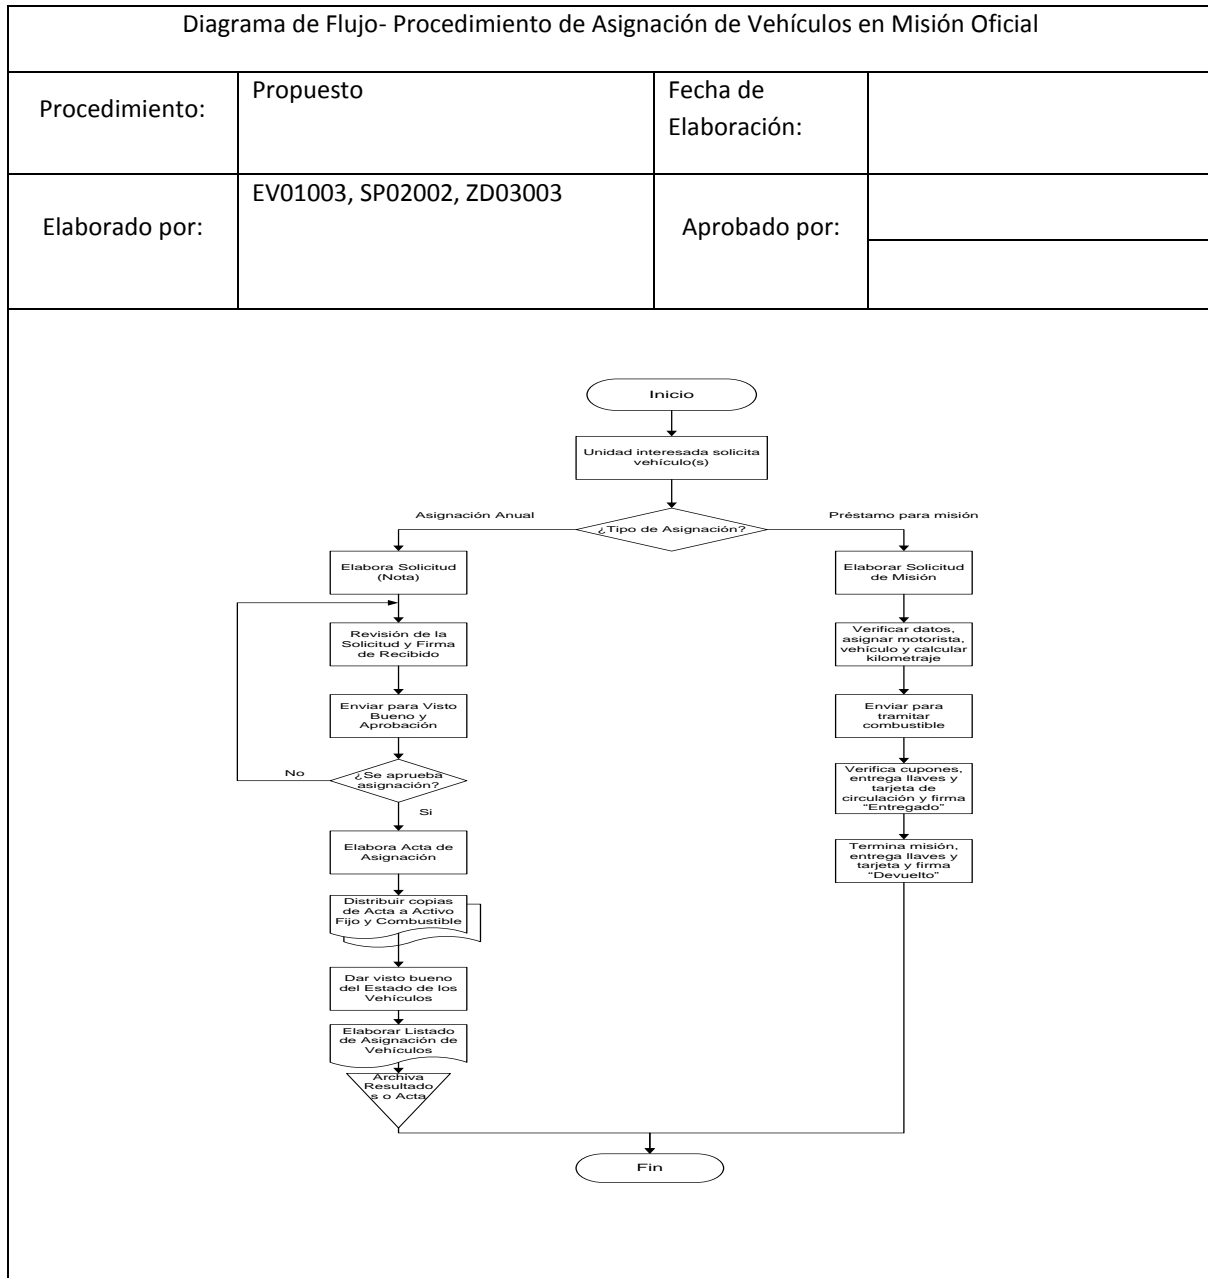 Diagrama de Flujo- Procedimiento de Asignación de Vehículos en Misión Oficial
Procedimiento:
Propuesto
Fecha de
Elaboración:
Elaborado por:
EV01003, SP02002, ZD03003
Aprobado por:
Inicio
Unidad interesada solicita
vehículo(s)
¿Tipo de Asignación?
Asignación Anual
Préstamo para misión
Elabora Solicitud
(Nota)
Revisión de la
Solicitud y Firma
de Recibido
Enviar para Visto
Bueno y
Aprobación
¿Se aprueba
asignación?
No
Si
Elabora Acta de
Asignación
Distribuir copias
de Acta a Activo
Fijo y Combustible
Dar visto bueno
del Estado de los
Vehículos
Elaborar Listado
de Asignación de
Vehículos
Archiva
Resultado
s o Acta
Elaborar Solicitud
de Misión
Verificar datos,
asignar motorista,
vehículo y calcular
kilometraje
Enviar para
tramitar
combustible
Verifica cupones,
entrega llaves y
tarjeta de
circulación y firma
“Entregado”
Termina misión,
entrega llaves y
tarjeta y firma
“Devuelto”
Fin